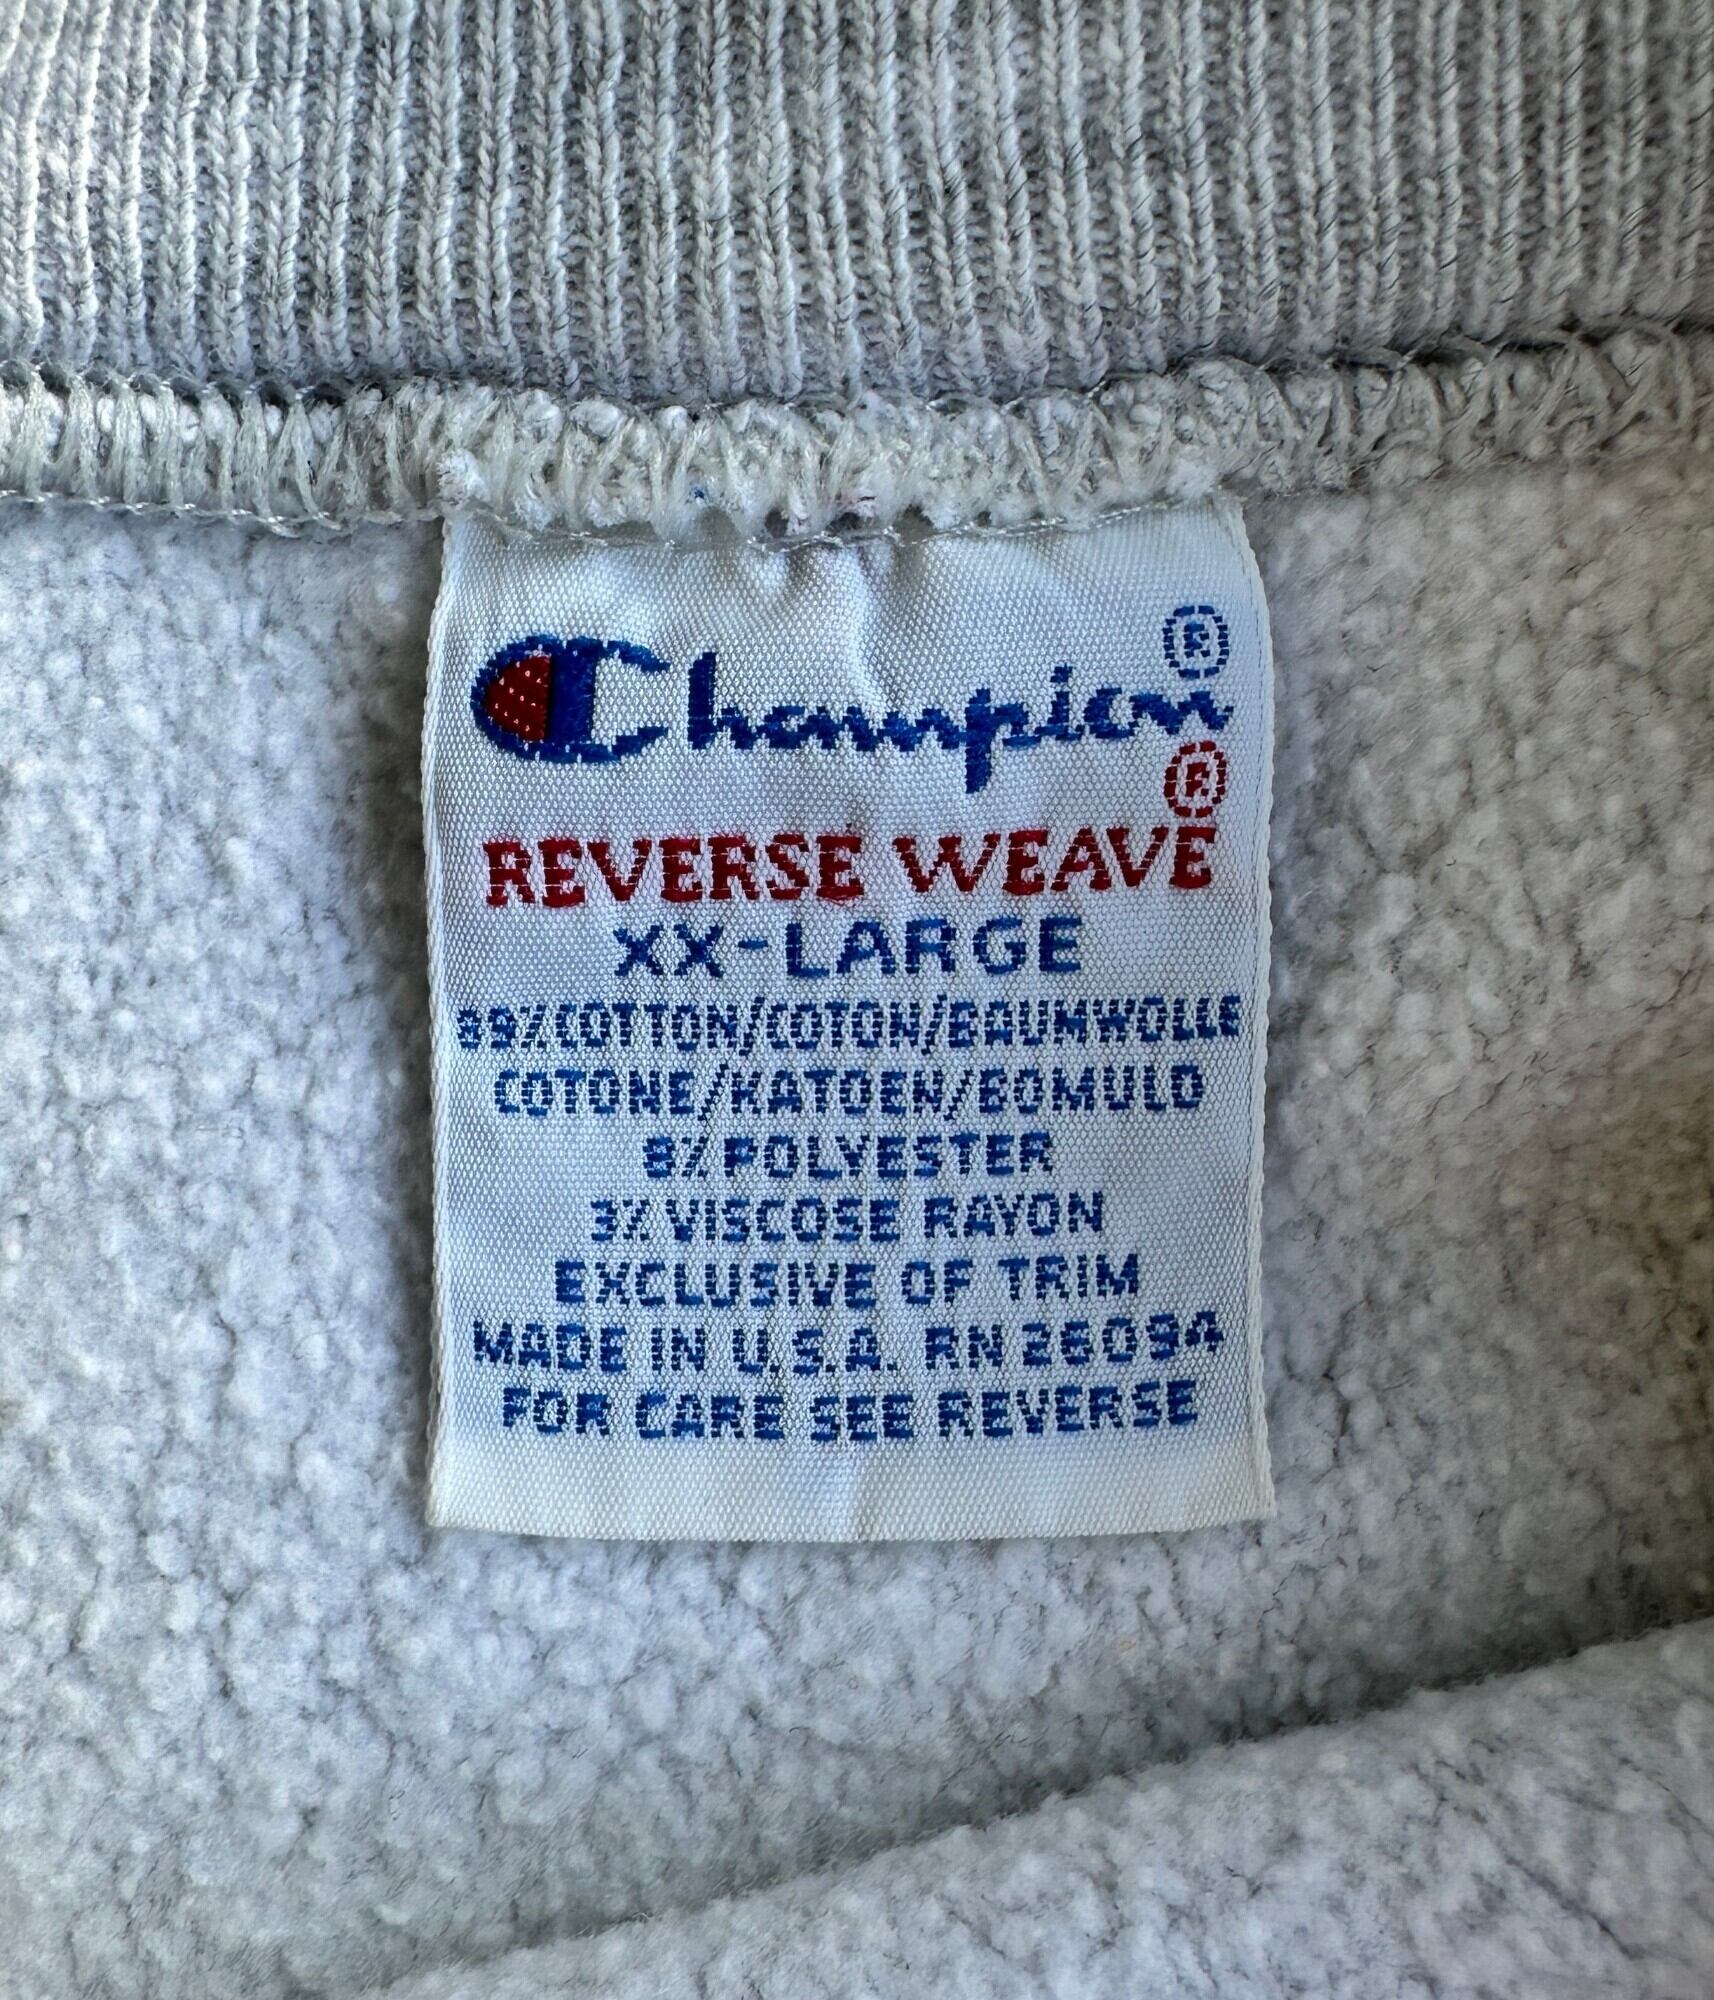 Champion®
REVERSE WEAVE®
XX-LARGE
89%COTTON/COTON/BAUMWOLLE
COTONE/KATOEN/BOMULD
8% POLYESTER
3% VISCOSE RAYON
EXCLUSIVE OF TRIM
MADE IN U.S.A. RN 26094
FOR CARE SEE REVERSE